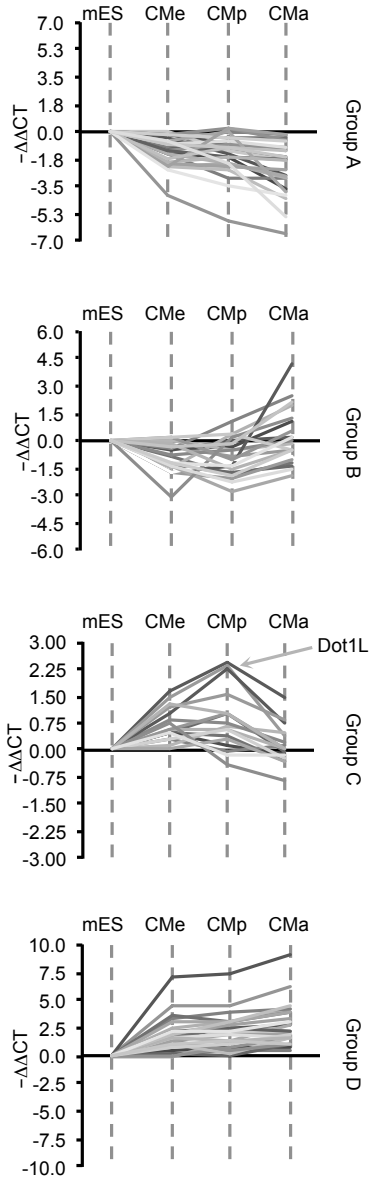 mES CMe CMp CMa
7.0
5.3
3.5
1.8
0.0
-1.8
-3.5
-5.3
-7.0
-ΔΔCT
Group A
mES CMe CMp CMa
6.0
4.5
3.0
1.5
0.0
-1.5
-3.0
-4.5
-6.0
-ΔΔCT
Group B
mES CMe CMp CMa
3.00
2.25
1.50
0.75
0.00
-0.75
-1.50
-2.25
-3.00
-ΔΔCT
Dot1L
Group C
mES CMe CMp CMa
10.0
7.5
5.0
2.5
0.0
-2.5
-5.0
-7.5
-10.0
-ΔΔCT
Group D